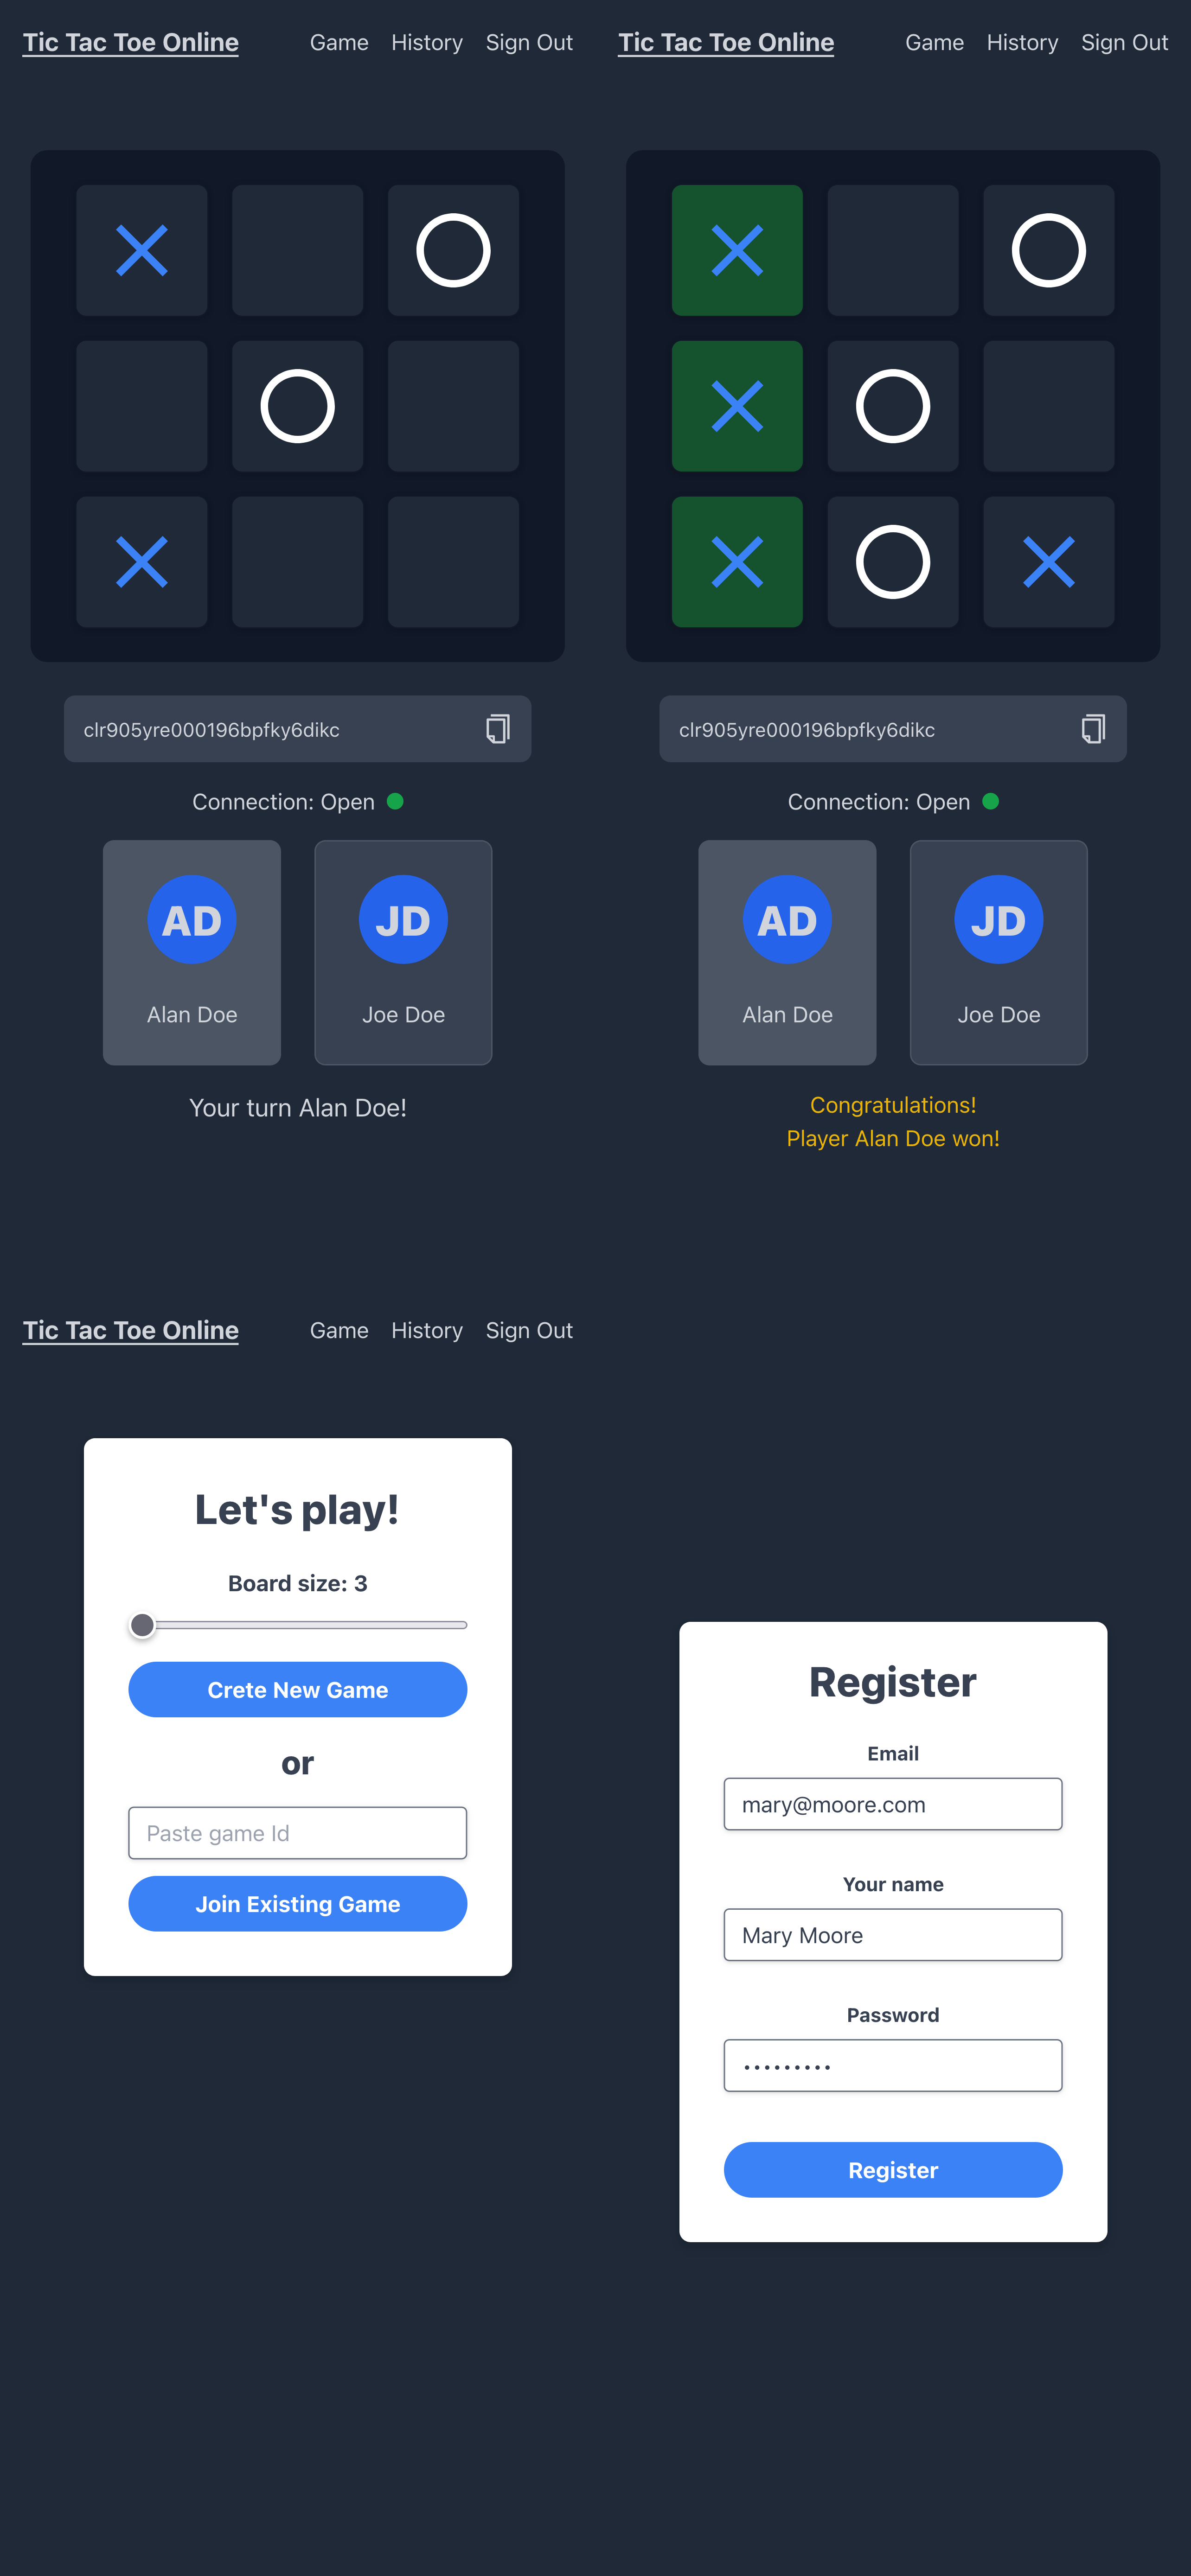 Tic Tac Toe Online Game History Sign Out
clr905yre000196bpfky6dikc
Connection: Open
AD JD
Alan Doe Joe Doe
Your turn Alan Doe!
Tic Tac Toe Online Game History Sign Out
clr905yre000196bpfky6dikc
Connection: Open
AD JD
Alan Doe Joe Doe
Congratulations!
Player Alan Doe won!
Tic Tac Toe Online Game History Sign Out
Let's play!
Board size: 3
Crete New Game
or
Paste game Id
Join Existing Game
Register
Email
mary@moore.com
Your name
Mary Moore
Password
•••••••••
Register